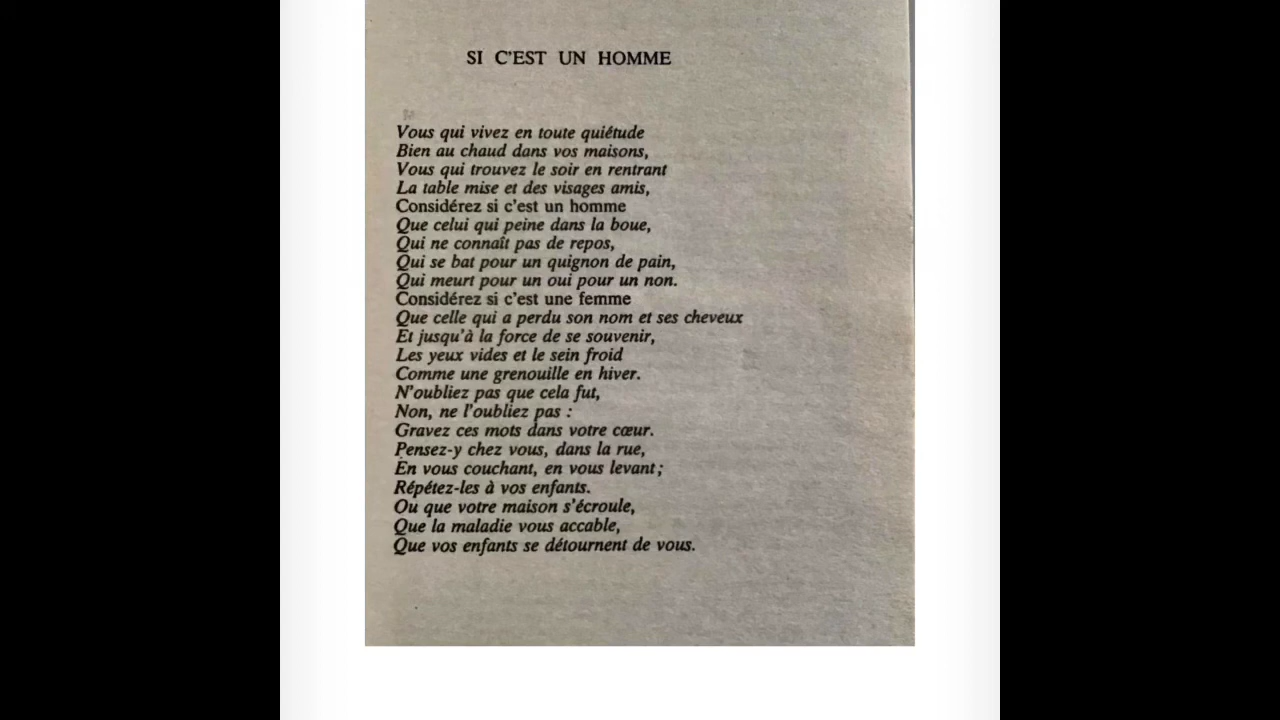 SI C'EST UN HOMME
Vous qui vivez en toute quiétude
Bien au chaud dans vos maisons,
Vous qui trouvez le soir en rentrant
La table mise et des visages amis,
Considérez si c'est un homme
Que celui qui peine dans la boue,
Qui ne connaît pas de repos,
Qui se bat pour un quignon de pain,
Qui meurt pour un oui pour un non.
Considérez si c'est une femme
Que celle qui a perdu son nom et ses cheveux
Et jusqu'à la force de se souvenir,
Les yeux vides et le sein froid
Comme une grenouille en hiver.
N'oubliez pas que cela fut,
Non, ne l'oubliez pas :
Gravez ces mots dans votre cœur.
Pensez-y chez vous, dans la rue,
En vous couchant, en vous levant ;
Répétez-les à vos enfants.
Ou que votre maison s'écroule,
Que la maladie vous accable,
Que vos enfants se détournent de vous.